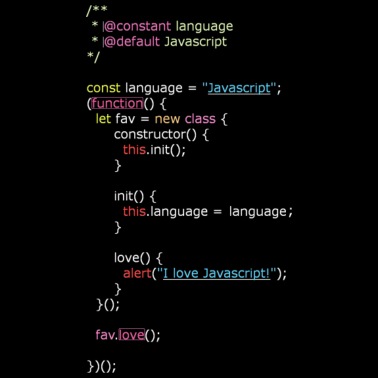 /**
 * @constant language
 * @default Javascript
*/
const language = "Javascript";
(function() {
  let fav = new class {
    constructor() {
      this.init();
    }
    init() {
      this.language = language;
    }
    love() {
      alert("I love Javascript!");
    }
  }();
  fav.love();
})();